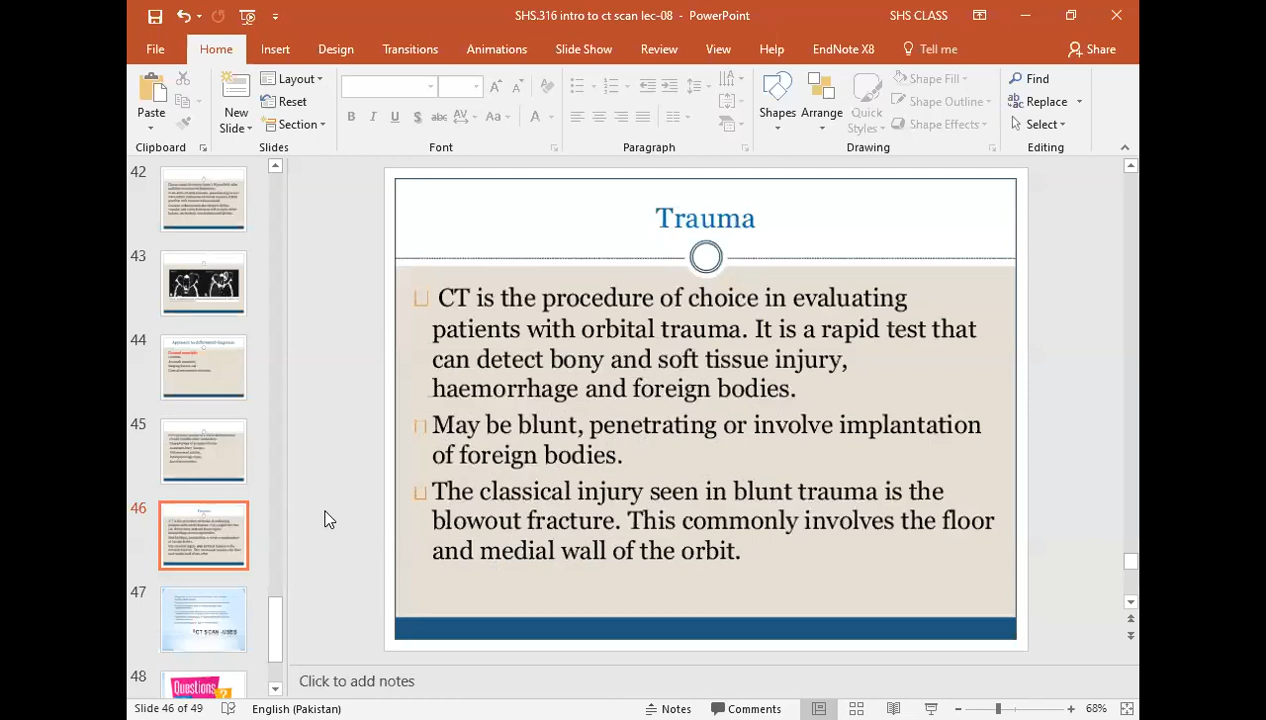 SHS.316 intro to ct scan lec-08 - PowerPoint
SHS CLASS
File Home Insert Design Transitions Animations Slide Show Review View Help EndNote X8 Tell me Share
Paste
Clipboard
New Slide
Layout
Reset
Section
Slides
B I U S abc AV Aa A
Font
Paragraph
Shapes
Arrange
Quick Styles
Shape Fill
Shape Outline
Shape Effects
Drawing
Find
Replace
Select
Editing
42
43
44
45
46
47
CT SCAN -USES
48
Questions
Trauma
CT is the procedure of choice in evaluating
patients with orbital trauma. It is a rapid test that
can detect bony and soft tissue injury,
haemorrhage and foreign bodies.
May be blunt, penetrating or involve implantation
of foreign bodies.
The classical injury seen in blunt trauma is the
blowout fracture. This commonly involves the floor
and medial wall of the orbit.
Click to add notes
Slide 46 of 49
English (Pakistan)
Notes
Comments
68%